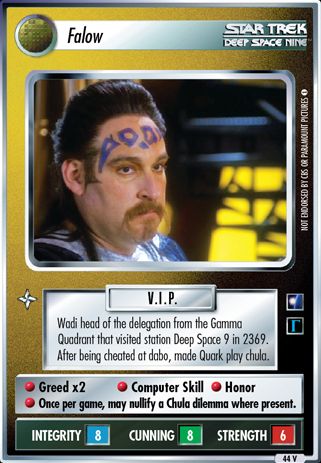 Falow
STAR TREK
DEEP SPACE NINE
NOT ENDORSED BY CBS OR PARAMOUNT PICTURES
V.I.P.
Wadi head of the delegation from the Gamma
Quadrant that visited station Deep Space 9 in 2369.
After being cheated at dabo, made Quark play chula.
Greed x2 Computer Skill Honor
Once per game, may nullify a Chula dilemma where present.
INTEGRITY 8 CUNNING 8 STRENGTH 6
44 V